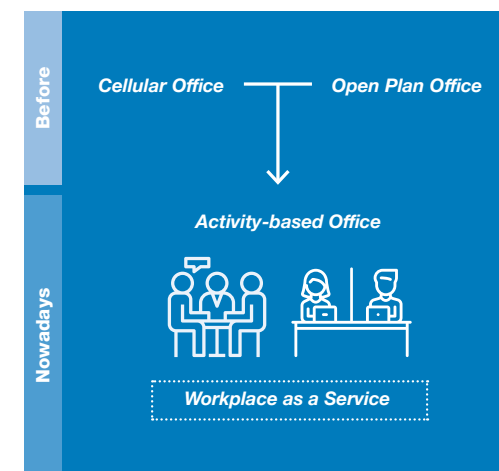 Before
Cellular Office
Open Plan Office
Nowadays
Activity-based Office
Workplace as a Service